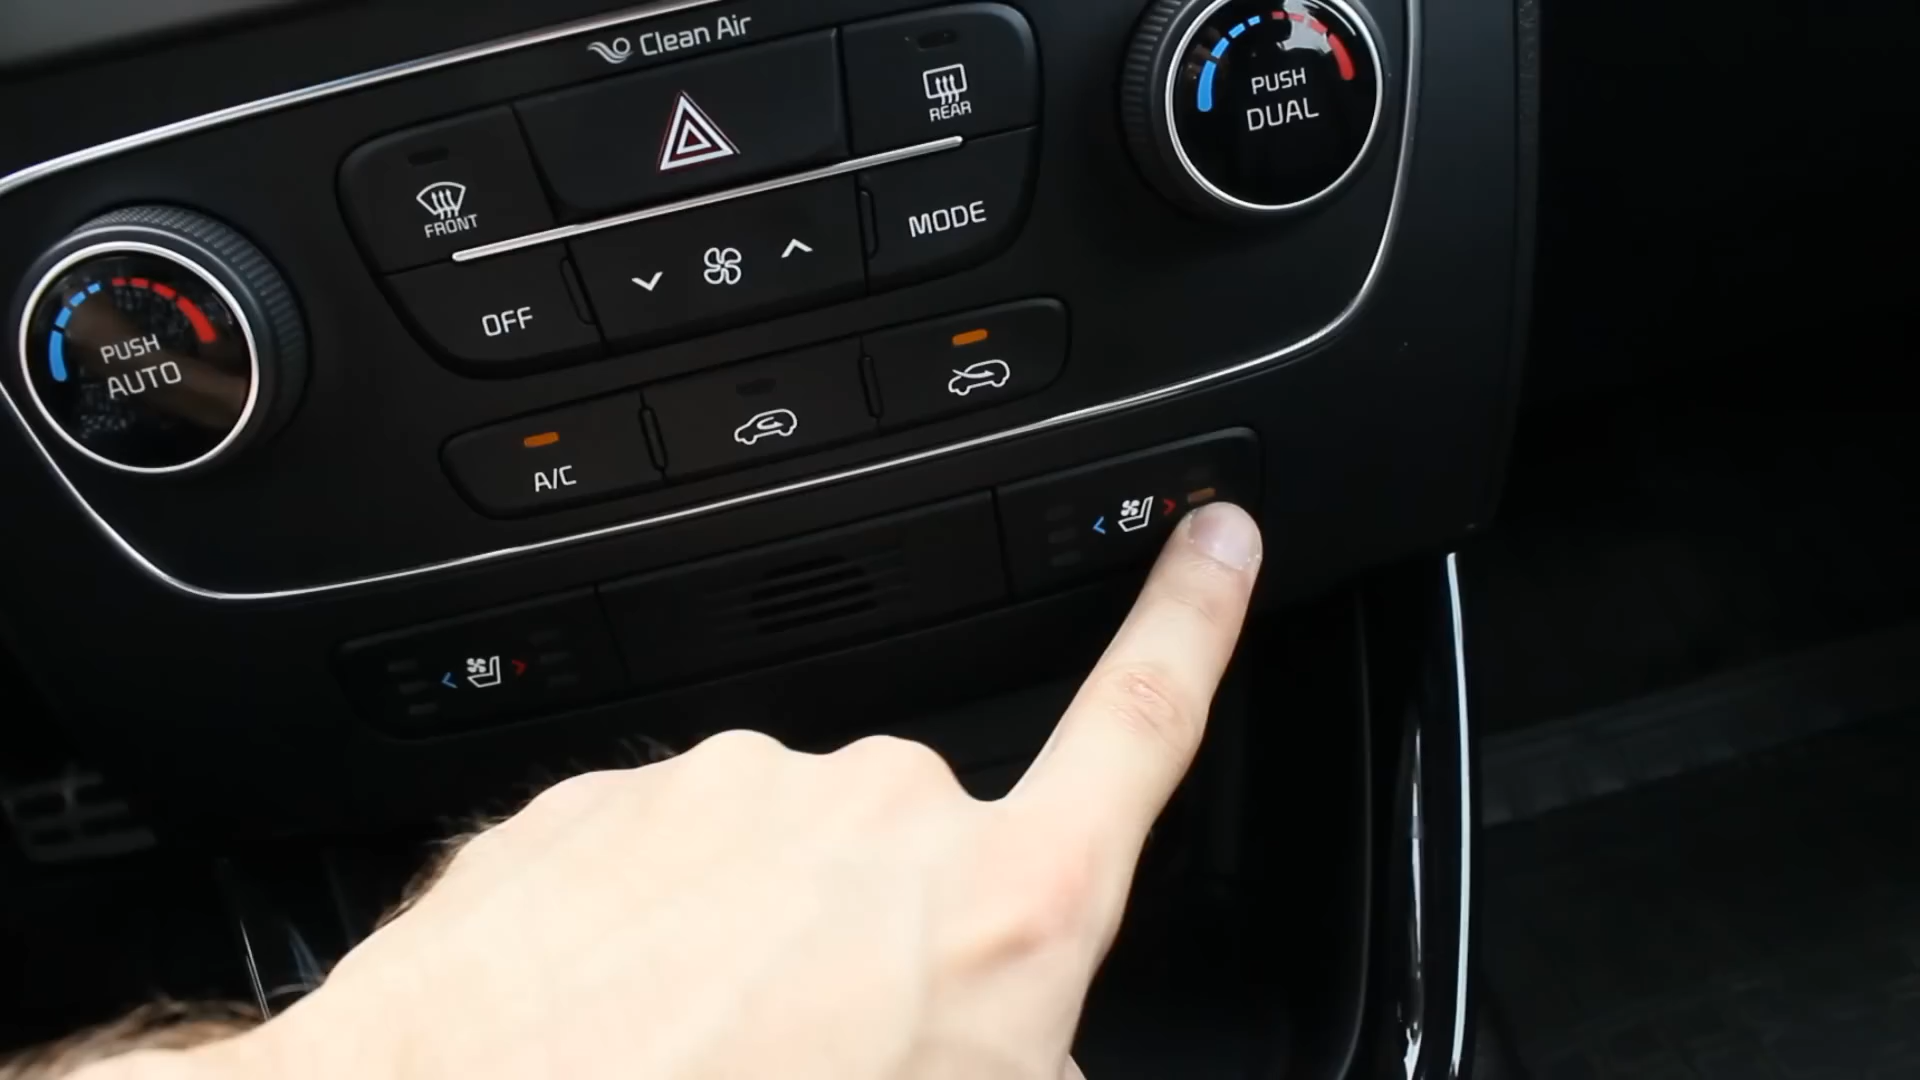 Clean Air
REAR
PUSH
DUAL
FRONT
MODE
OFF
PUSH
AUTO
A/C